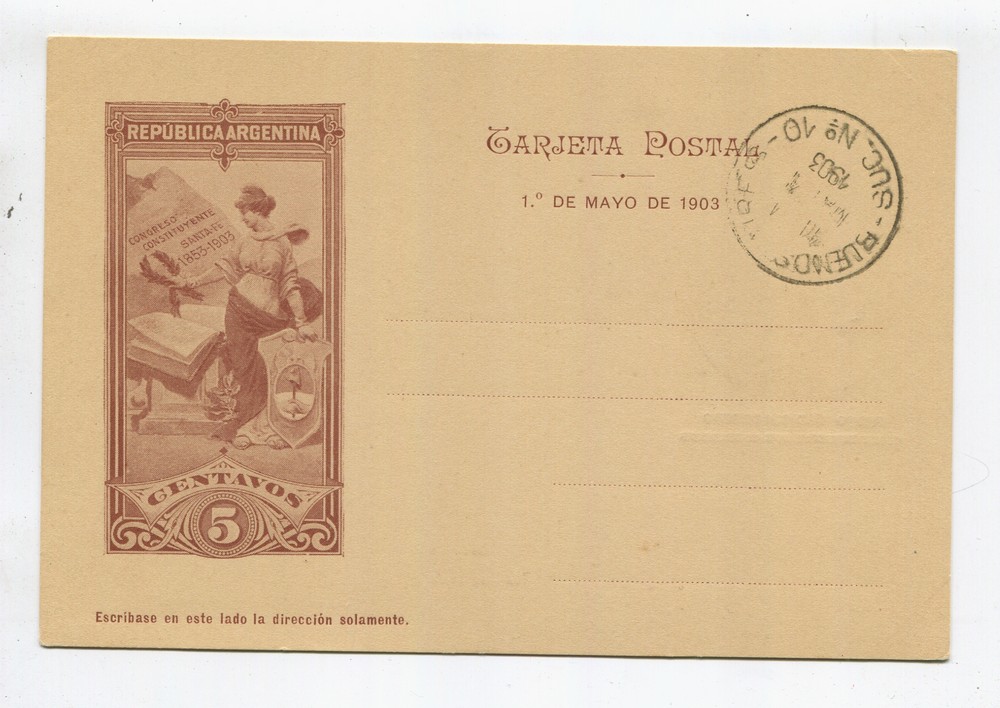 REPÚBLICA ARGENTINA
CONGRESO
CONSTITUYENTE
SANTA-FE
1853-1903
CENTAVOS
5
TARJETA POSTAL
1.º DE MAYO DE 1903
SUC. Nº 10 - BUENOS
1903
Escríbase en este lado la dirección solamente.